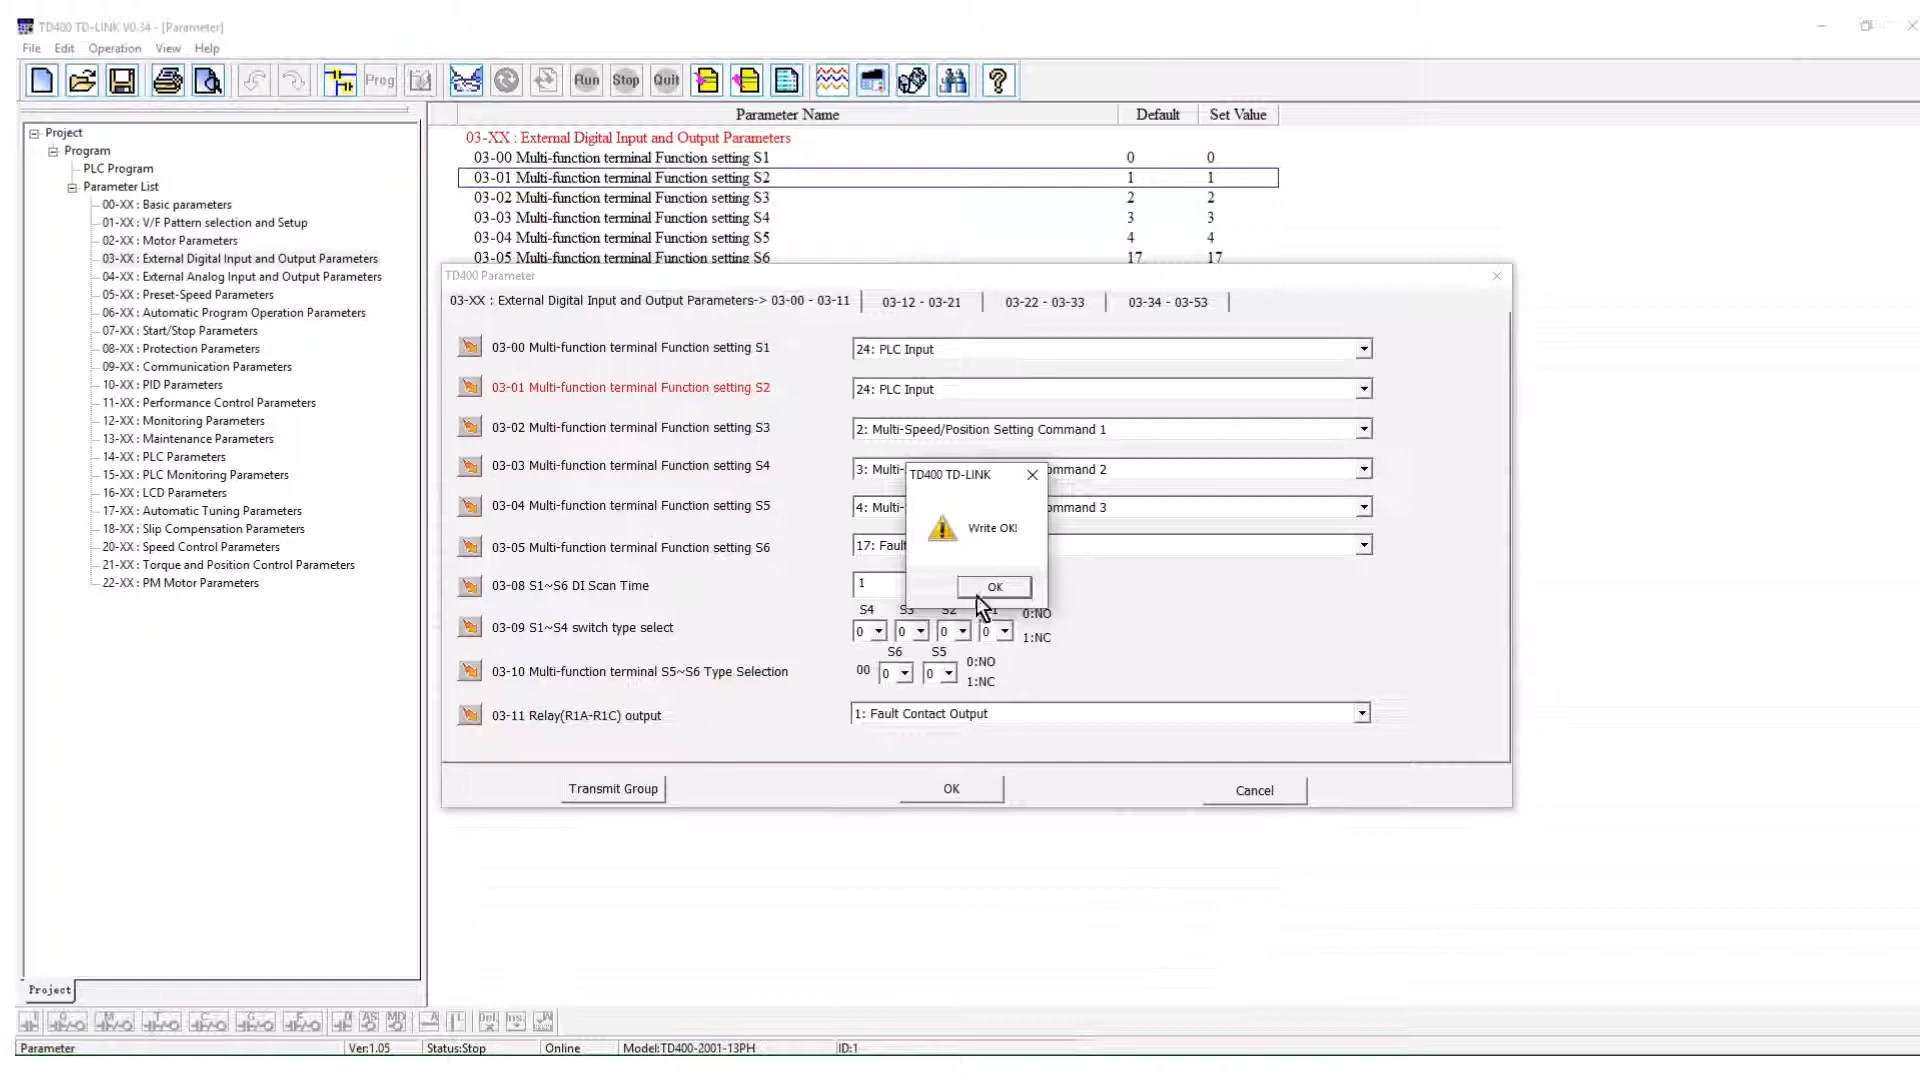 TD400 TD-LINK V0.34 - [Parameter]
File Edit Operation View Help
Prog Run Stop Quit
Project
Program
PLC Program
Parameter List
00-XX : Basic parameters
01-XX : V/F Pattern selection and Setup
02-XX : Motor Parameters
03-XX : External Digital Input and Output Parameters
04-XX : External Analog Input and Output Parameters
05-XX : Preset-Speed Parameters
06-XX : Automatic Program Operation Parameters
07-XX : Start/Stop Parameters
08-XX : Protection Parameters
09-XX : Communication Parameters
10-XX : PID Parameters
11-XX : Performance Control Parameters
12-XX : Monitoring Parameters
13-XX : Maintenance Parameters
14-XX : PLC Parameters
15-XX : PLC Monitoring Parameters
16-XX : LCD Parameters
17-XX : Automatic Tuning Parameters
18-XX : Slip Compensation Parameters
20-XX : Speed Control Parameters
21-XX : Torque and Position Control Parameters
22-XX : PM Motor Parameters
Project
Parameter Name Default Set Value
03-XX : External Digital Input and Output Parameters
03-00 Multi-function terminal Function setting S1 0 0
03-01 Multi-function terminal Function setting S2 1 1
03-02 Multi-function terminal Function setting S3 2 2
03-03 Multi-function terminal Function setting S4 3 3
03-04 Multi-function terminal Function setting S5 4 4
03-05 Multi-function terminal Function setting S6 17 17
TD400 Parameter
03-XX : External Digital Input and Output Parameters-> 03-00 - 03-11 03-12 - 03-21 03-22 - 03-33 03-34 - 03-53
03-00 Multi-function terminal Function setting S1 24: PLC Input
03-01 Multi-function terminal Function setting S2 24: PLC Input
03-02 Multi-function terminal Function setting S3 2: Multi-Speed/Position Setting Command 1
03-03 Multi-function terminal Function setting S4 3: Multi- ommand 2
03-04 Multi-function terminal Function setting S5 4: Multi- ommand 3
03-05 Multi-function terminal Function setting S6 17: Faul
TD400 TD-LINK
Write OK!
OK
03-08 S1~S6 DI Scan Time 1
S4 S3 S2 0:NO
03-09 S1~S4 switch type select 0 0 0 0 1:NC
S6 S5 0:NO
03-10 Multi-function terminal S5~S6 Type Selection 00 0 0 1:NC
03-11 Relay(R1A-R1C) output 1: Fault Contact Output
Transmit Group OK Cancel
Parameter Ver:1.05 Status:Stop Online Model:TD400-2001-13PH ID:1